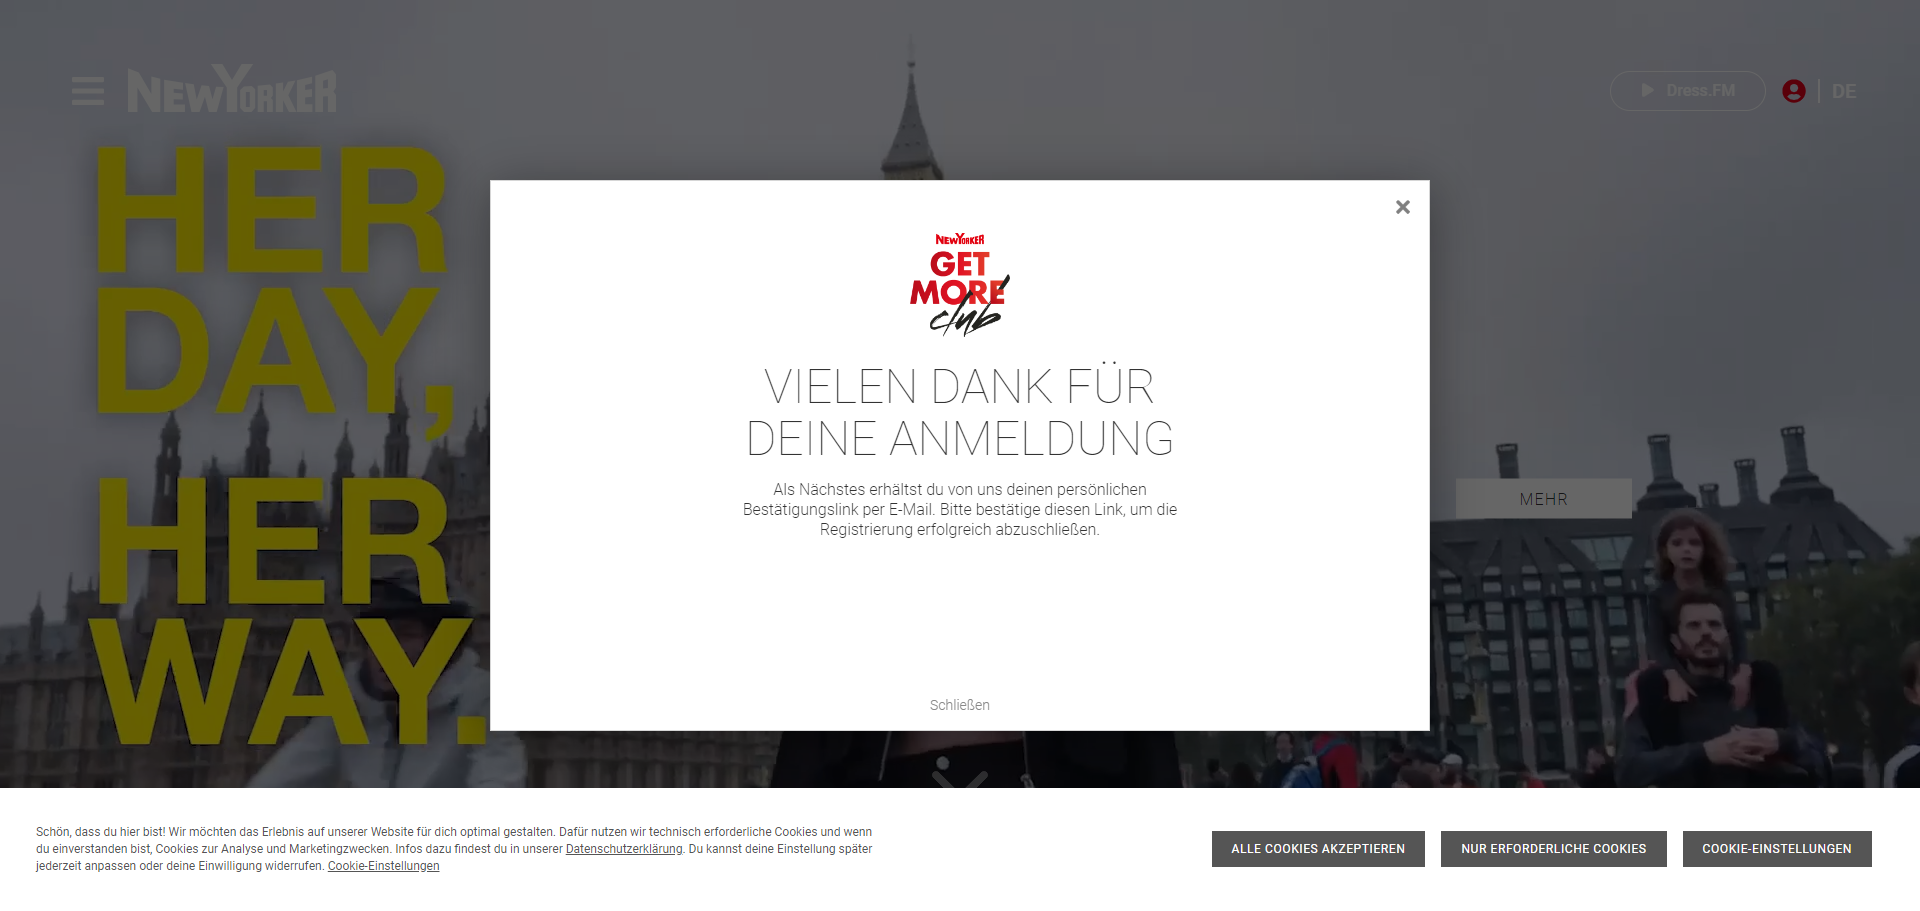 NEWYORKER
Dress.FM
DE
HER
DAY,
HER
WAY.
NEWYORKER
GET
MORE
club
VIELEN DANK FÜR
DEINE ANMELDUNG
Als Nächstes erhältst du von uns deinen persönlichen
Bestätigungslink per E-Mail. Bitte bestätige diesen Link, um die
Registrierung erfolgreich abzuschließen.
Schließen
MEHR
Schön, dass du hier bist! Wir möchten das Erlebnis auf unserer Website für dich optimal gestalten. Dafür nutzen wir technisch erforderliche Cookies und wenn
du einverstanden bist, Cookies zur Analyse und Marketingzwecken. Infos dazu findest du in unserer Datenschutzerklärung. Du kannst deine Einstellung später
jederzeit anpassen oder deine Einwilligung widerrufen. Cookie-Einstellungen
ALLE COOKIES AKZEPTIEREN
NUR ERFORDERLICHE COOKIES
COOKIE-EINSTELLUNGEN